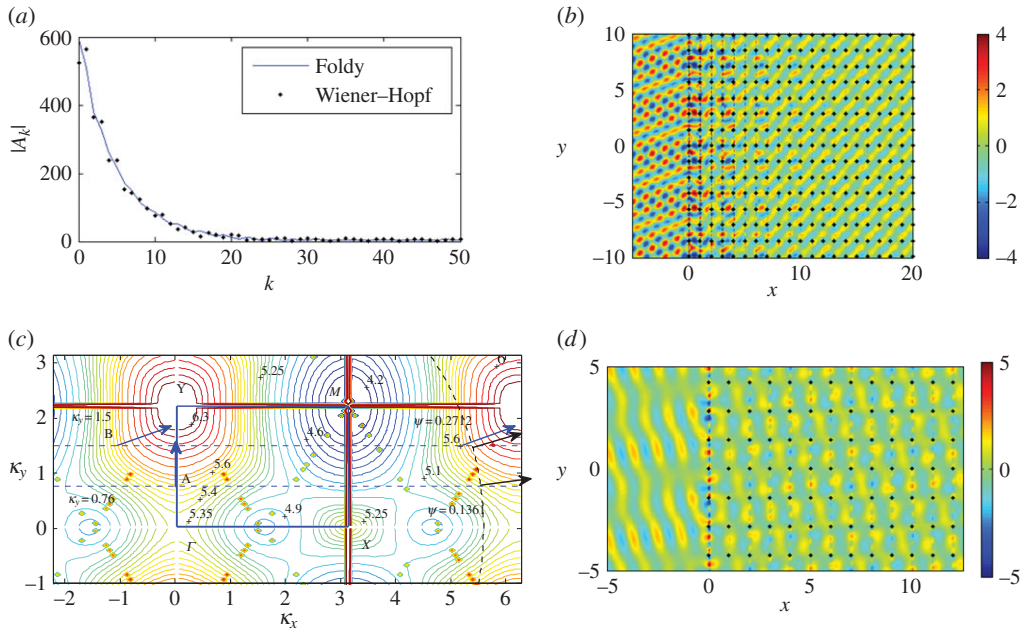 (a)
600
400
200
0
|A_k|
0 10 20 30 40 50
k
Foldy
Wiener–Hopf
(b)
10
5
0
−5
−10
y
0 5 10 15 20
x
4
2
0
−2
−4
(c)
3
2
1
0
−1
κ_y
−2 −1 0 1 2 3 4 5 6
κ_x
5.25
4.2
M
Y
κ_y = 1.5
6.3
ψ = 0.2712
B
4.6
5.6
5.6
5.1
A
κ_y = 0.76
5.4
4.9
ψ = 0.1361
5.35
5.25
Γ
X
(d)
5
0
−5
y
−5 0 5 10
x
5
0
−5